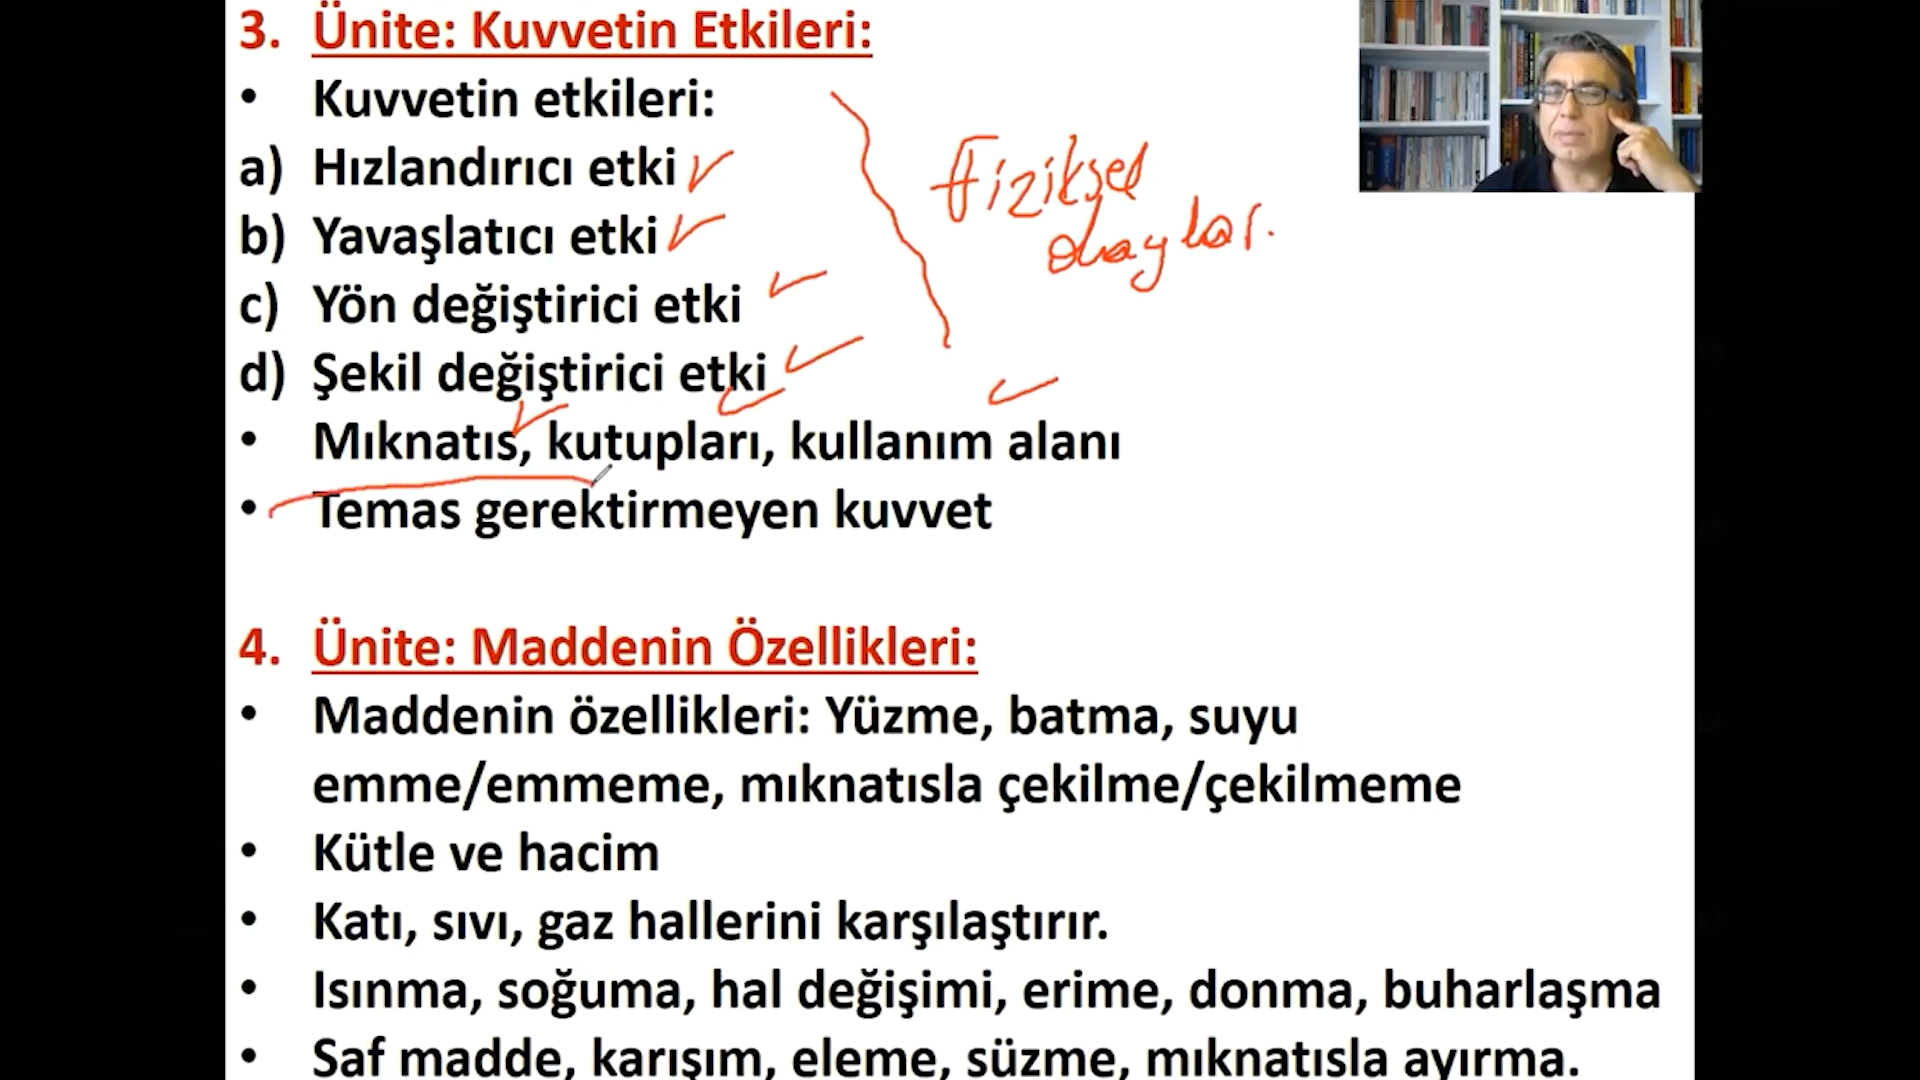 3. Ünite: Kuvvetin Etkileri:
• Kuvvetin etkileri:
a) Hızlandırıcı etki
b) Yavaşlatıcı etki
c) Yön değiştirici etki
d) Şekil değiştirici etki
Fiziksel
olaylar.
• Mıknatıs, kutupları, kullanım alanı
• Temas gerektirmeyen kuvvet
4. Ünite: Maddenin Özellikleri:
• Maddenin özellikleri: Yüzme, batma, suyu
emme/emmeme, mıknatısla çekilme/çekilmeme
• Kütle ve hacim
• Katı, sıvı, gaz hallerini karşılaştırır.
• Isınma, soğuma, hal değişimi, erime, donma, buharlaşma
• Saf madde, karışım, eleme, süzme, mıknatısla ayırma.